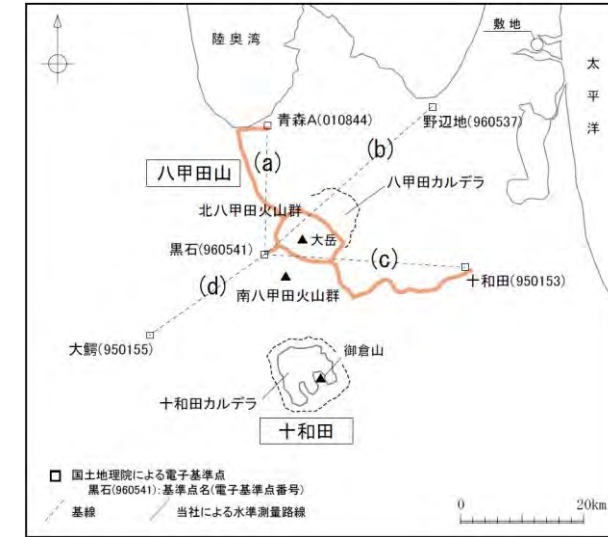 敷地
陸奥湾
太平洋
青森A(010844)
野辺地(960537)
(b)
(a)
八甲田山
八甲田カルデラ
北八甲田火山群
大岳
黒石(960541)
(c)
十和田(950153)
(d)
南八甲田火山群
大鰐(950155)
御倉山
十和田カルデラ
十和田
国土地理院による電子基準点
黒石(960541):基準点名(電子基準点番号)
基線
当社による水準測量路線
0
20km